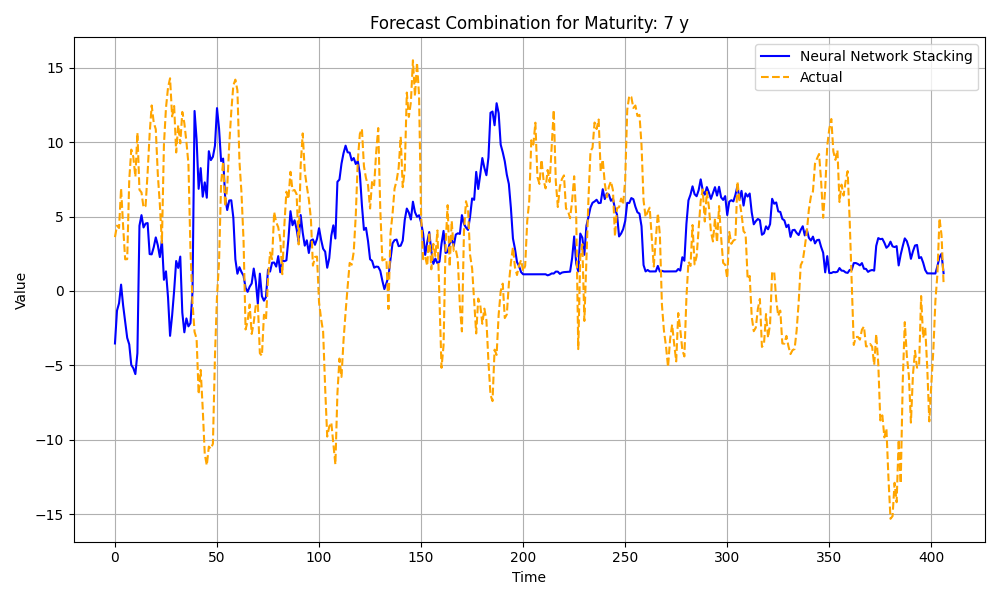 Forecast Combination for Maturity: 7 y
Neural Network Stacking
Actual
Value
15
10
5
0
−5
−10
−15
0 50 100 150 200 250 300 350 400
Time